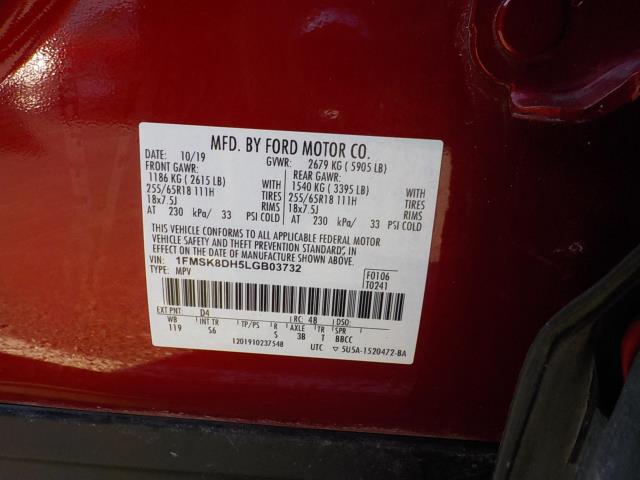 MFD. BY FORD MOTOR CO.
DATE: 10/19 GVWR: 2679 KG ( 5905 LB)
FRONT GAWR: REAR GAWR:
1186 KG ( 2615 LB) WITH 1540 KG ( 3395 LB) WITH
255/65R18 111H TIRES 255/65R18 111H TIRES
18x7.5J RIMS 18x7.5J RIMS
AT 230 kPa/ 33 PSI COLD AT 230 kPa/ 33 PSI COLD
THIS VEHICLE CONFORMS TO ALL APPLICABLE FEDERAL MOTOR
VEHICLE SAFETY AND THEFT PREVENTION STANDARDS IN
EFFECT ON THE DATE OF MANUFACTURE SHOWN ABOVE.
VIN: 1FMSK8DH5LGB03732
TYPE: MPV
F0106
T0241
EXT PNT: D4 RC: 4B DSO:
WB INT TR TP/PS R AXLE TR SPR
119 S6 S 3B T BBCC
1201910237548 UTC ▽ 5U5A-1520472-BA